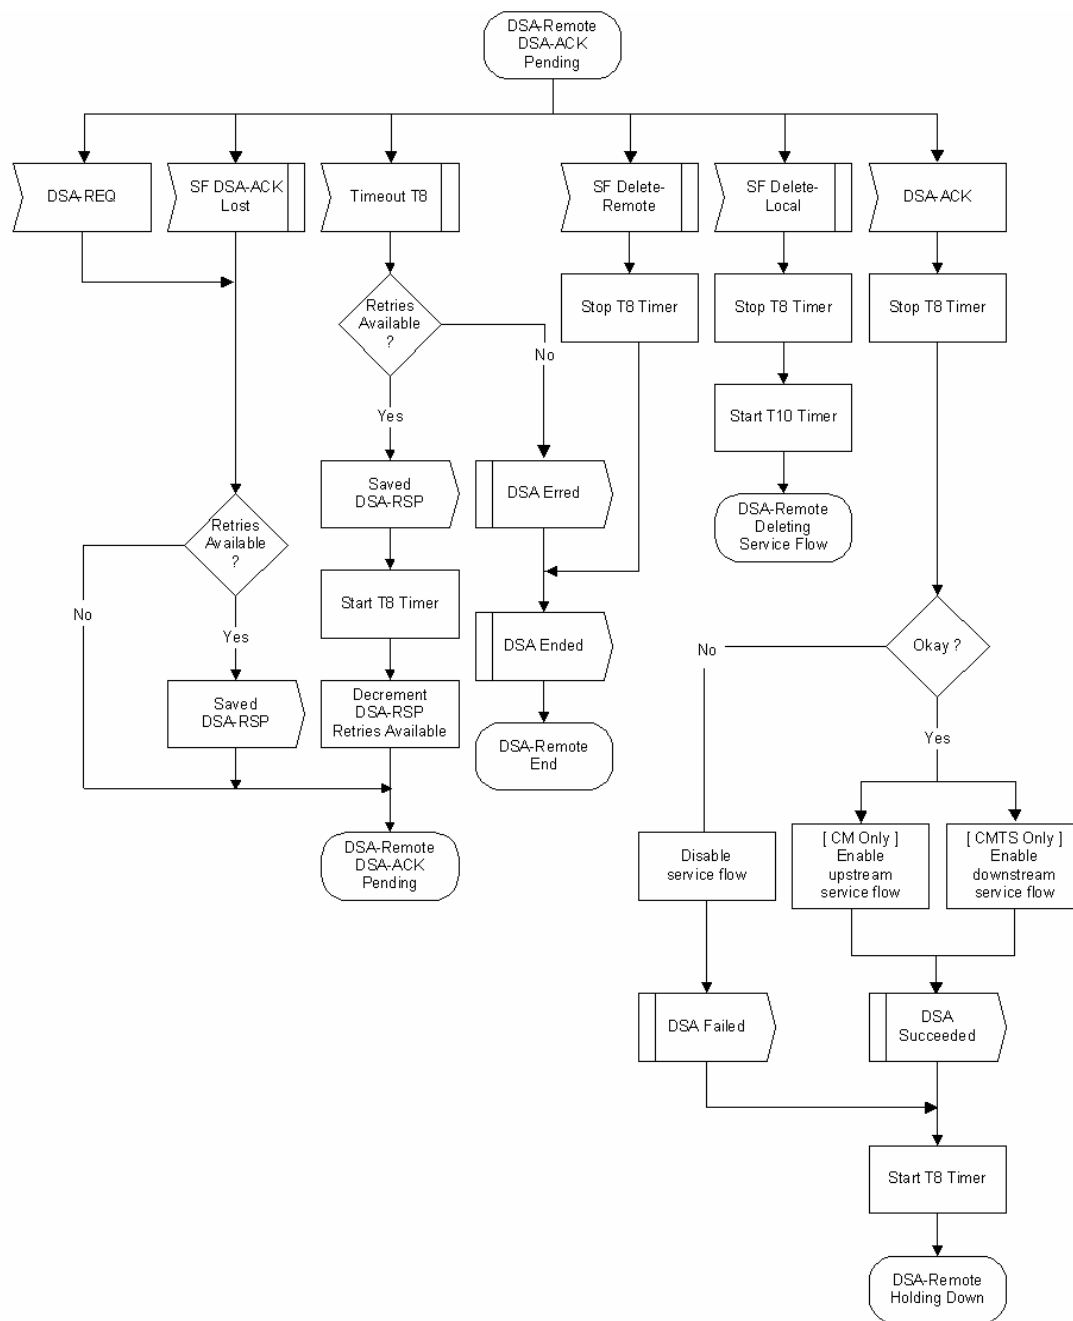 DSA-Remote
DSA-ACK
Pending
DSA-REQ
SF DSA-ACK
Lost
Timeout T8
SF Delete-
Remote
SF Delete-
Local
DSA-ACK
Retries
Available
?
Stop T8 Timer
Stop T8 Timer
Stop T8 Timer
No
Yes
Start T10 Timer
Saved
DSA-RSP
DSA Erred
DSA-Remote
Deleting
Service Flow
Retries
Available
?
No
Yes
Start T8 Timer
DSA Ended
Okay ?
No
Yes
Saved
DSA-RSP
Decrement
DSA-RSP
Retries Available
DSA-Remote
End
DSA-Remote
DSA-ACK
Pending
Disable
service flow
[ CM Only ]
Enable
upstream
service flow
[ CMTS Only ]
Enable
downstream
service flow
DSA Failed
DSA
Succeeded
Start T8 Timer
DSA-Remote
Holding Down